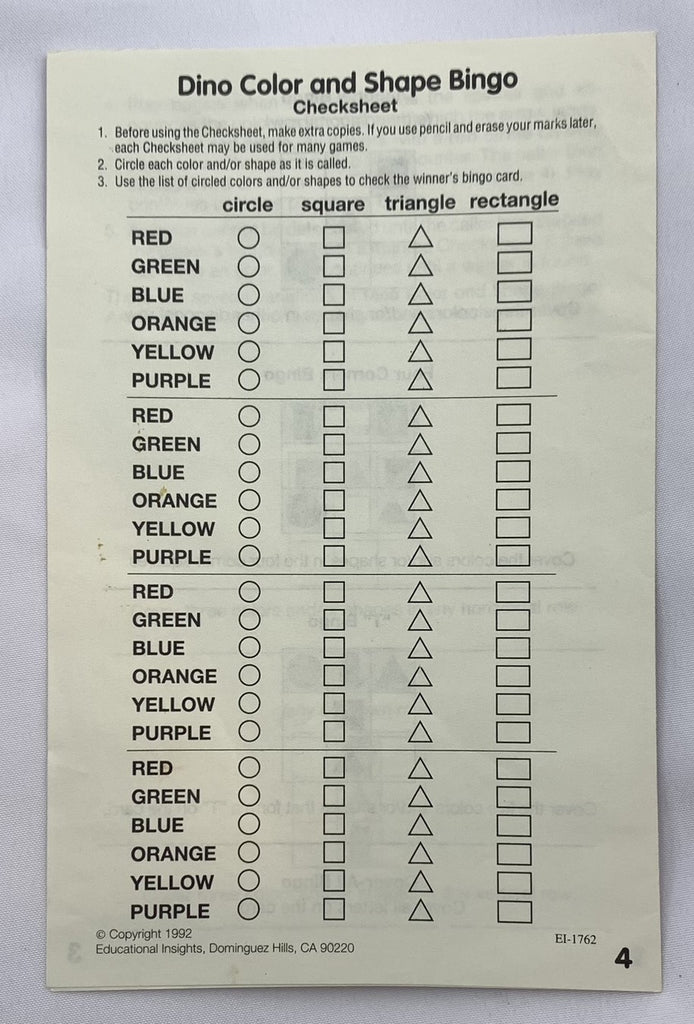 Dino Color and Shape Bingo
Checksheet
1. Before using the Checksheet, make extra copies. If you use pencil and erase your marks later,
each Checksheet may be used for many games.
2. Circle each color and/or shape as it is called.
3. Use the list of circled colors and/or shapes to check the winner's bingo card.
circle square triangle rectangle
RED
GREEN
BLUE
ORANGE
YELLOW
PURPLE
RED
GREEN
BLUE
ORANGE
YELLOW
PURPLE
RED
GREEN
BLUE
ORANGE
YELLOW
PURPLE
RED
GREEN
BLUE
ORANGE
YELLOW
PURPLE
© Copyright 1992
Educational Insights, Dominguez Hills, CA 90220
EI-1762
4